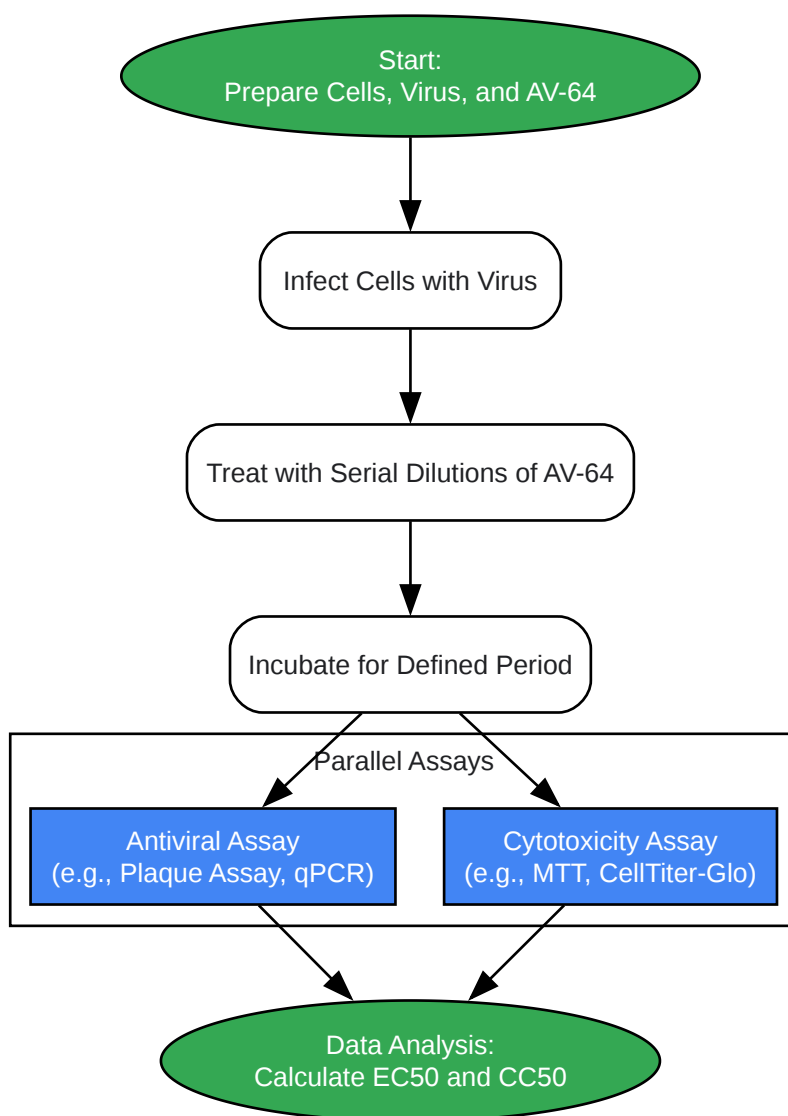 Start:
Prepare Cells, Virus, and AV-64
Infect Cells with Virus
Treat with Serial Dilutions of AV-64
Incubate for Defined Period
Parallel Assays
Antiviral Assay
(e.g., Plaque Assay, qPCR)
Cytotoxicity Assay
(e.g., MTT, CellTiter-Glo)
Data Analysis:
Calculate EC50 and CC50